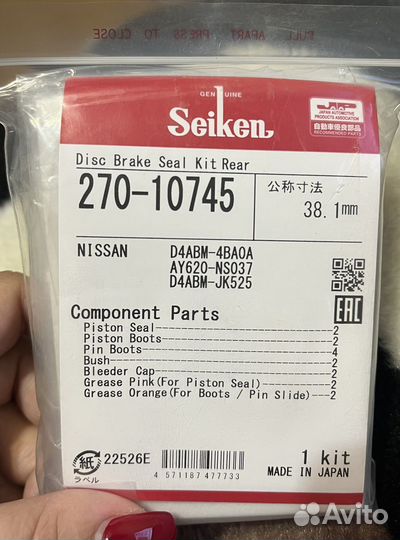 PULL APART PRESS TO CLOSE
GENUINE
Seiken
JAPAN AUTOMOTIVE
PRODUCTS ASSOCIATION
自動車優良部品
RECOMMENDED PARTS
Disc Brake Seal Kit Rear
270-10745
公称寸法
38.1mm
NISSAN D4ABM-4BA0A
AY620-NS037
D4ABM-JK525
EAC
Component Parts
Piston Seal 2
Piston Boots 2
Pin Boots 4
Bush 2
Bleeder Cap 2
Grease Pink(For Piston Seal) 2
Grease Orange(For Boots / Pin Slide) 2
紙
ラベル
22526E
4 571187 477733
1 kit
MADE IN JAPAN
Avito